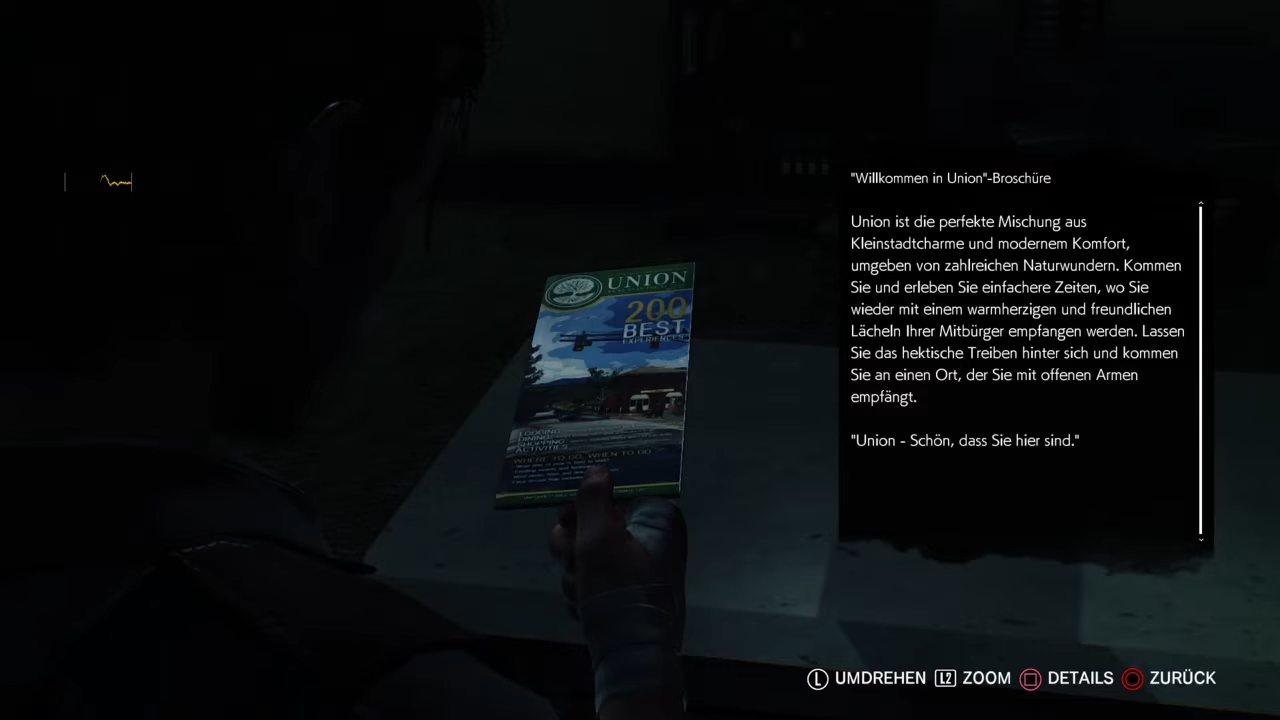 "Willkommen in Union"-Broschüre
Union ist die perfekte Mischung aus
Kleinstadtcharme und modernem Komfort,
umgeben von zahlreichen Naturwundern. Kommen
Sie und erleben Sie einfachere Zeiten, wo Sie
wieder mit einem warmherzigen und freundlichen
Lächeln Ihrer Mitbürger empfangen werden. Lassen
Sie das hektische Treiben hinter sich und kommen
Sie an einen Ort, der Sie mit offenen Armen
empfängt.
"Union - Schön, dass Sie hier sind."
UNION
200
BEST
EXPERIENCES
LODGING
DINING
SHOPPING
ACTIVITIES
WHERE TO GO, WHEN TO GO
L UMDREHEN L2 ZOOM DETAILS ZURÜCK